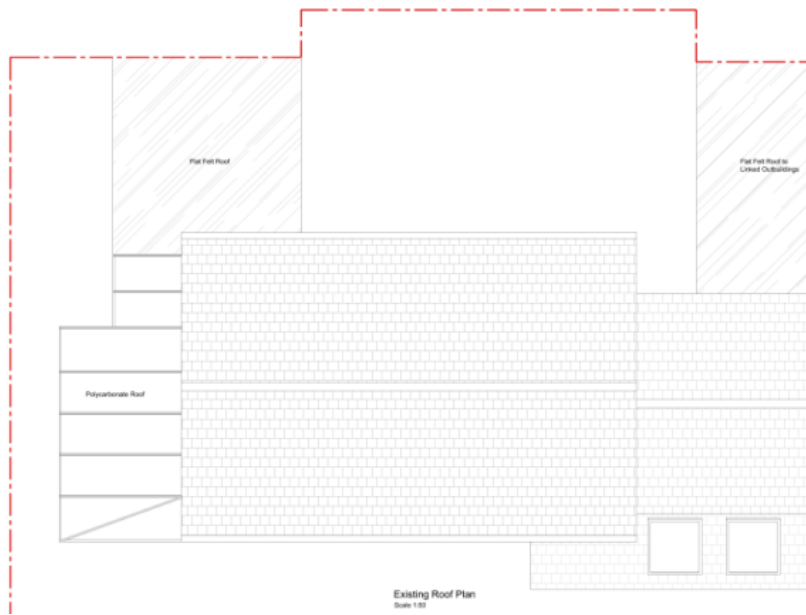 Flat Felt Roof
Flat Felt Roof to
Linked Outbuildings
Polycarbonate Roof
Existing Roof Plan
Scale 1:50